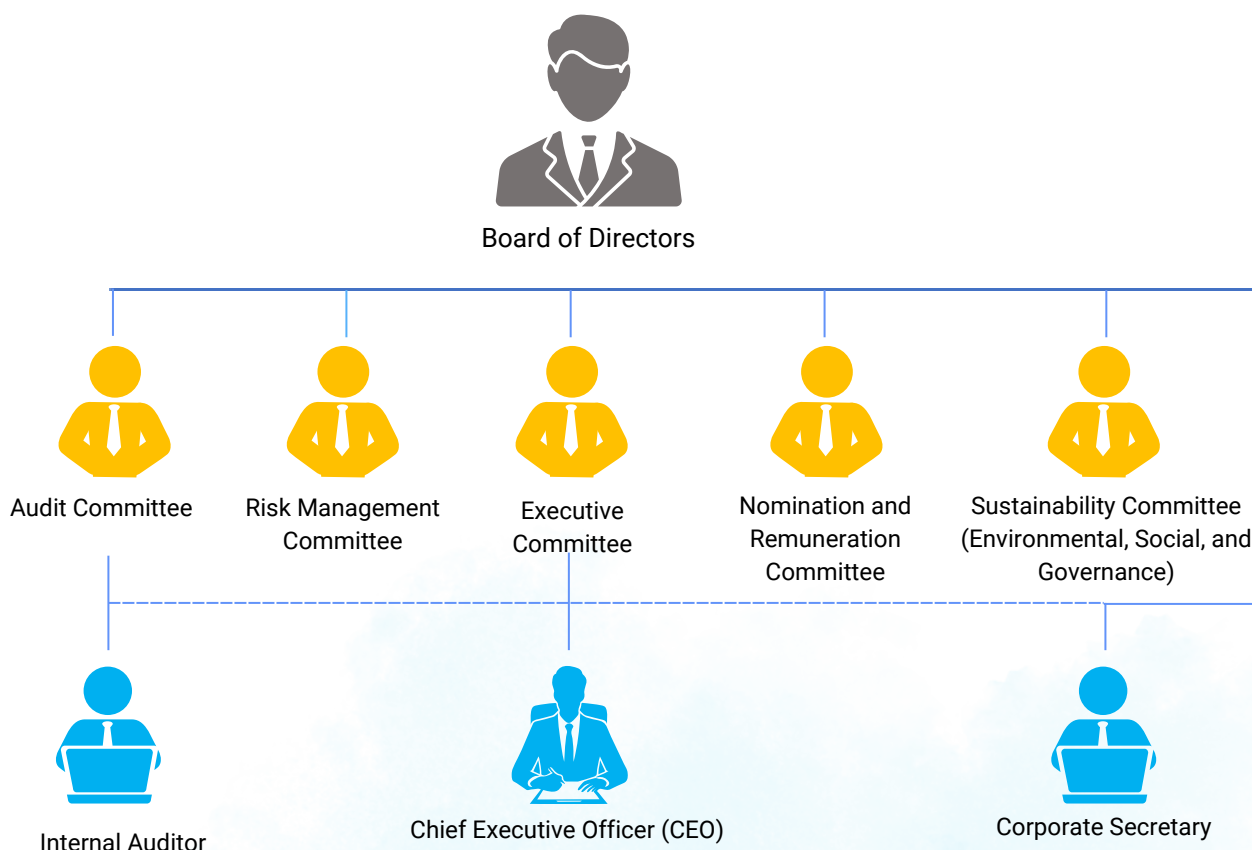 Board of Directors
Audit Committee
Risk Management
Committee
Executive
Committee
Nomination and
Remuneration
Committee
Sustainability Committee
(Environmental, Social, and
Governance)
Internal Auditor
Chief Executive Officer (CEO)
Corporate Secretary